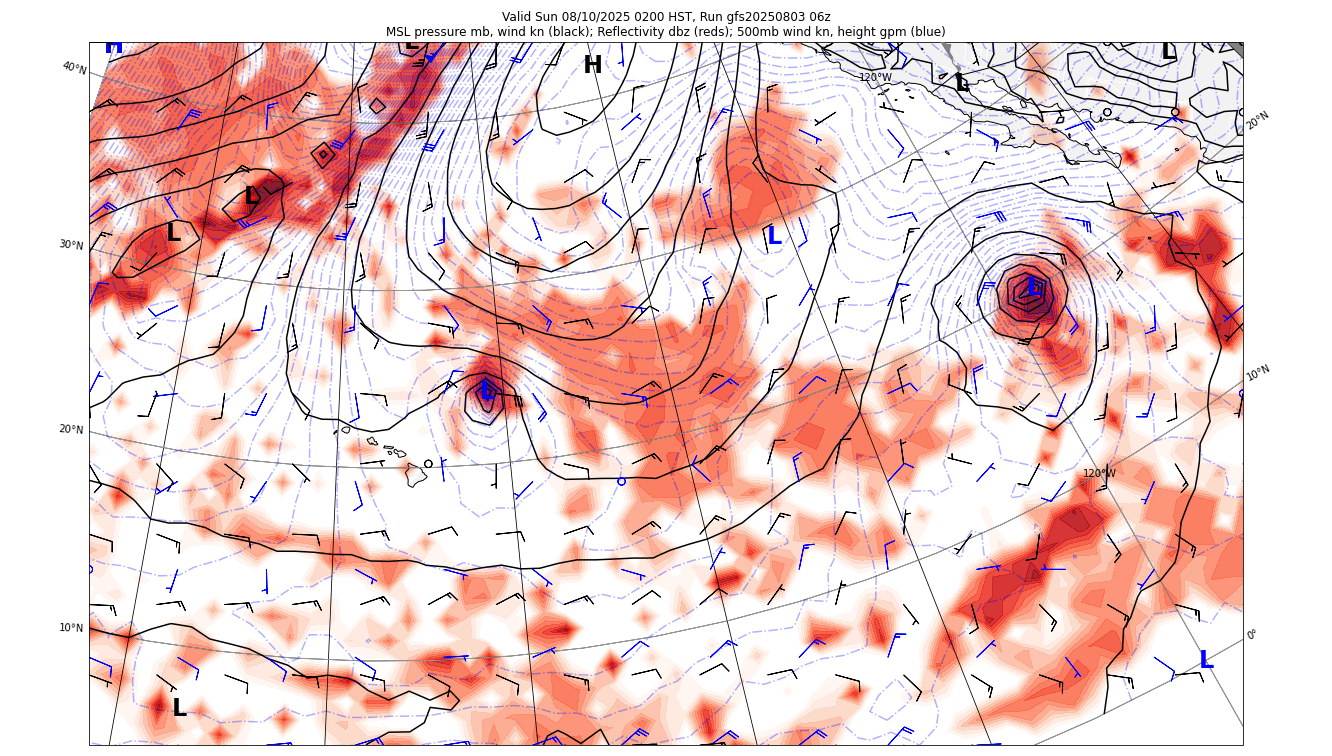 Valid Sun 08/10/2025 0200 HST, Run gfs20250803 06z
MSL pressure mb, wind kn (black); Reflectivity dbz (reds); 500mb wind kn, height gpm (blue)
H
L
H
L
40°N
120°W
L
20°N
L
L
30°N
L
L
L
10°N
20°N
120°W
10°N
0°
L
L